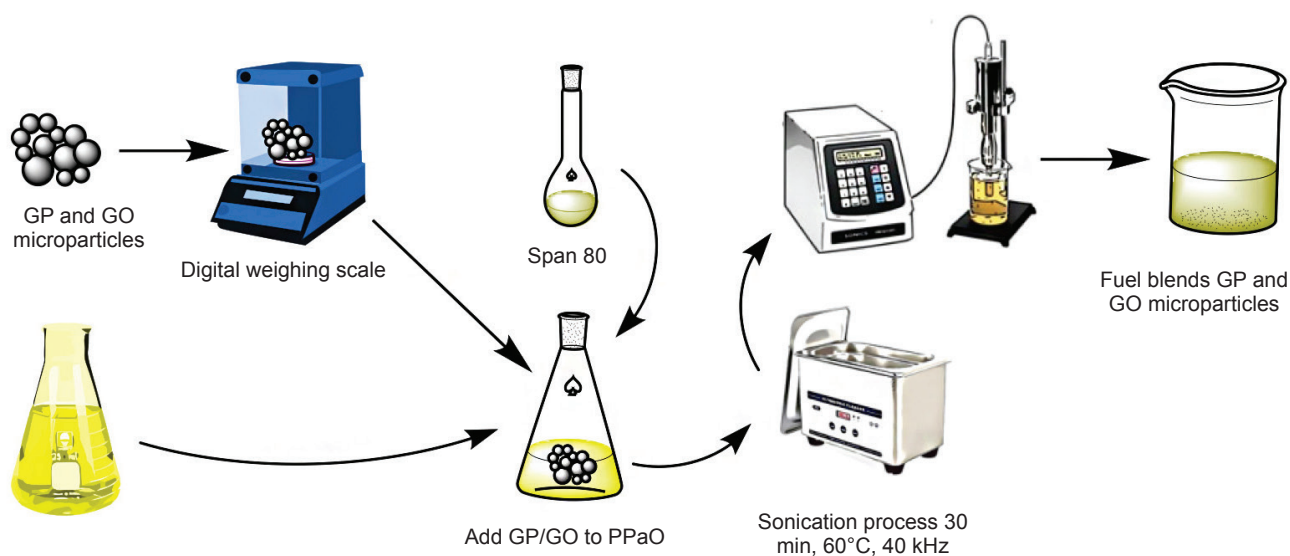 GP and GO
microparticles
Digital weighing scale
Span 80
Add GP/GO to PPaO
Sonication process 30
min, 60°C, 40 kHz
Fuel blends GP and
GO microparticles